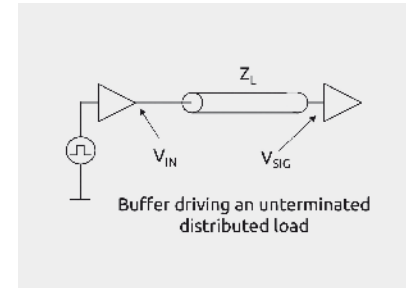 Z_L
V_IN
V_SIG
Buffer driving an unterminated
distributed load